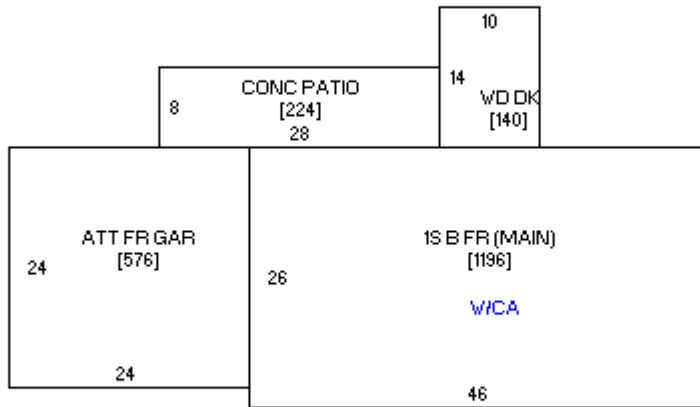 10
14
WD DK
[140]
CONC PATIO
8
[224]
28
ATT FR GAR
[576]
24
24
1S B FR (MAIN)
[1196]
26
W/CA
46